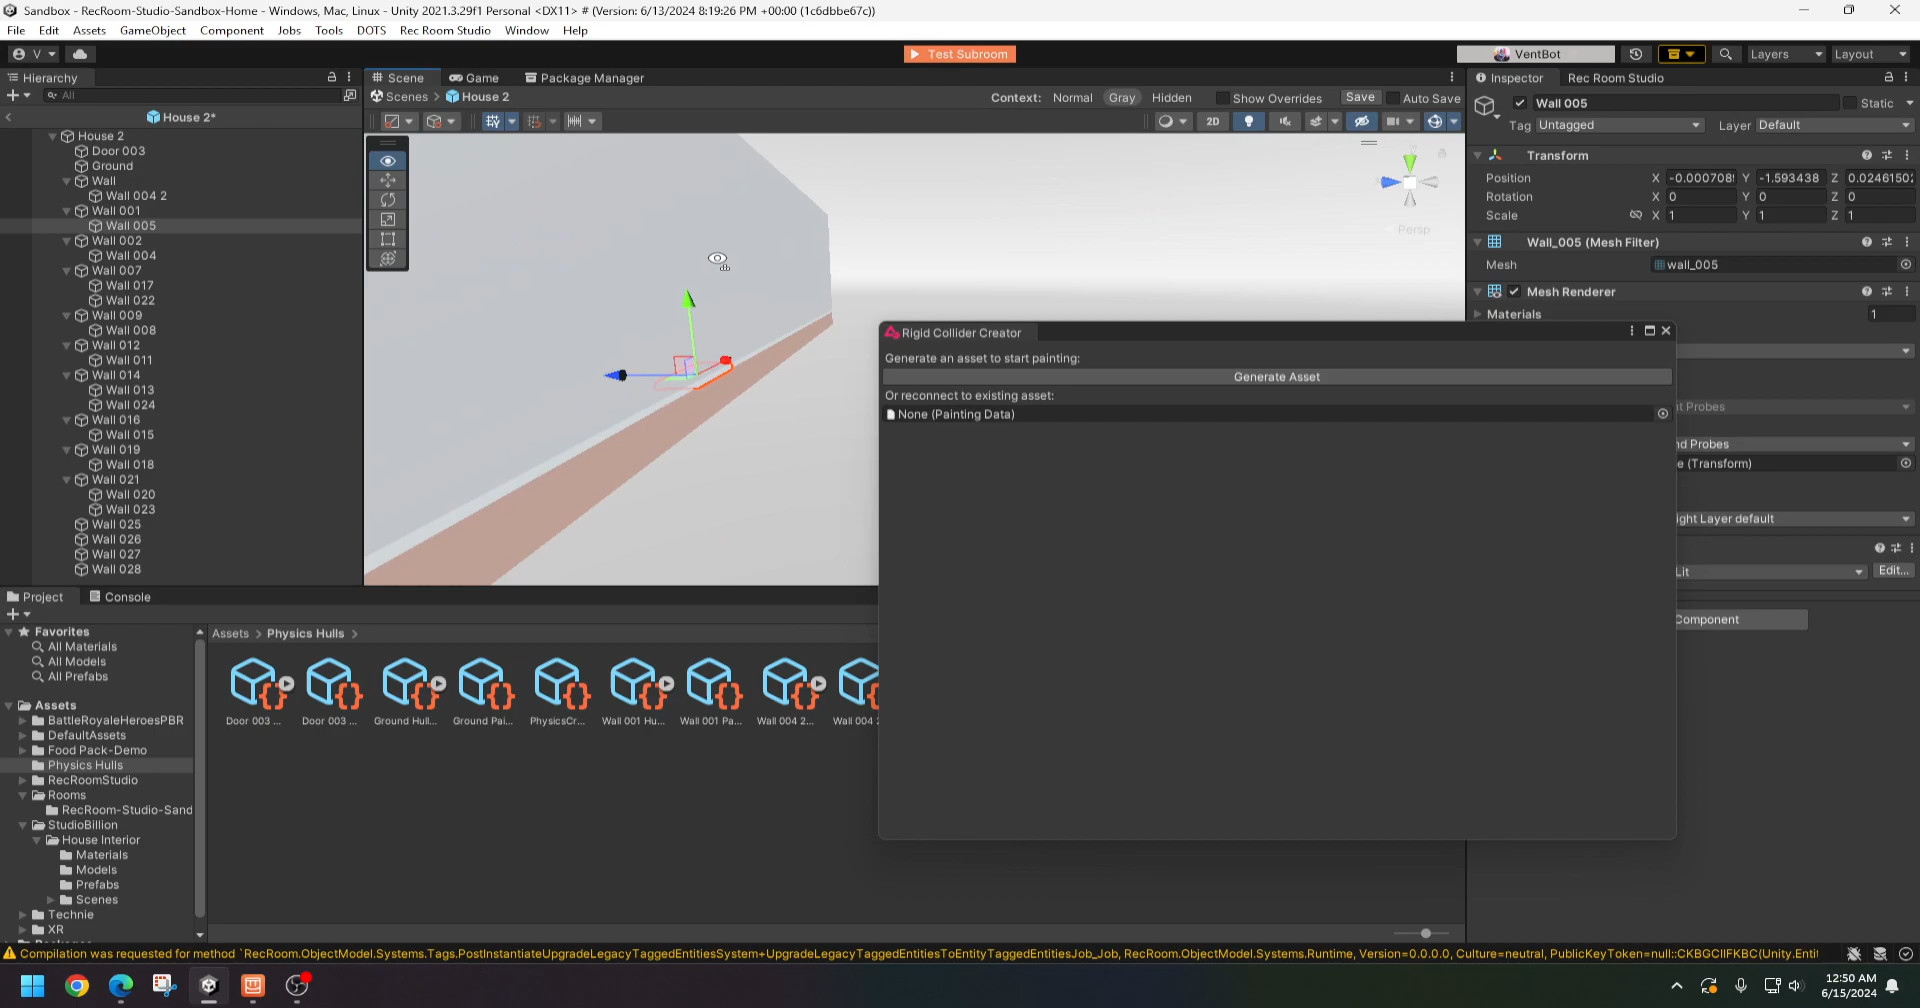 Sandbox - RecRoom-Studio-Sandbox-Home - Windows, Mac, Linux - Unity 2021.3.29f1 Personal <DX11> # (Version: 6/13/2024 8:19:26 PM +00:00 (1c6dbbe67c))
File Edit Assets GameObject Component Jobs Tools DOTS Rec Room Studio Window Help
V Test Subroom VentBot Layers Layout
Hierarchy Scene Game Package Manager Inspector Rec Room Studio
All Scenes > House 2 Context: Normal Gray Hidden Show Overrides Save Auto Save Wall 005 Static
House 2* 2D Tag Untagged Layer Default
House 2
Door 003
Ground
Wall
Wall 004 2
Wall 001
Wall 005
Wall 002
Wall 004
Wall 007
Wall 017
Wall 022
Wall 009
Wall 008
Wall 012
Wall 011
Wall 014
Wall 013
Wall 024
Wall 016
Wall 015
Wall 019
Wall 018
Wall 021
Wall 020
Wall 023
Wall 025
Wall 026
Wall 027
Wall 028
Persp
Transform
Position X -0.000708 Y -1.593438 Z 0.0246150
Rotation X 0 Y 0 Z 0
Scale X 1 Y 1 Z 1
Wall_005 (Mesh Filter)
Mesh wall_005
Mesh Renderer
Materials 1
Rigid Collider Creator
Generate an asset to start painting:
Generate Asset
Or reconnect to existing asset:
None (Painting Data)
t Probes
nd Probes
e (Transform)
ight Layer default
Lit Edit...
Component
Project Console
Favorites
All Materials
All Models
All Prefabs
Assets
BattleRoyaleHeroesPBR
DefaultAssets
Food Pack-Demo
Physics Hulls
RecRoomStudio
Rooms
RecRoom-Studio-Sand
StudioBillion
House Interior
Materials
Models
Prefabs
Scenes
Technie
XR
Assets > Physics Hulls >
Door 003 ... Door 003 ... Ground Hull... Ground Pai... PhysicsCr... Wall 001 Hu... Wall 001 Pa... Wall 004 2... Wall 004
Compilation was requested for method `RecRoom.ObjectModel.Systems.Tags.PostInstantiateUpgradeLegacyTaggedEntitiesSystem+UpgradeLegacyTaggedEntitiesToEntityTaggedEntitiesJob_Job, RecRoom.ObjectModel.Systems.Runtime, Version=0.0.0.0, Culture=neutral, PublicKeyToken=null::CKBGCIIFKBC(Unity.Enti
12:50 AM
6/15/2024